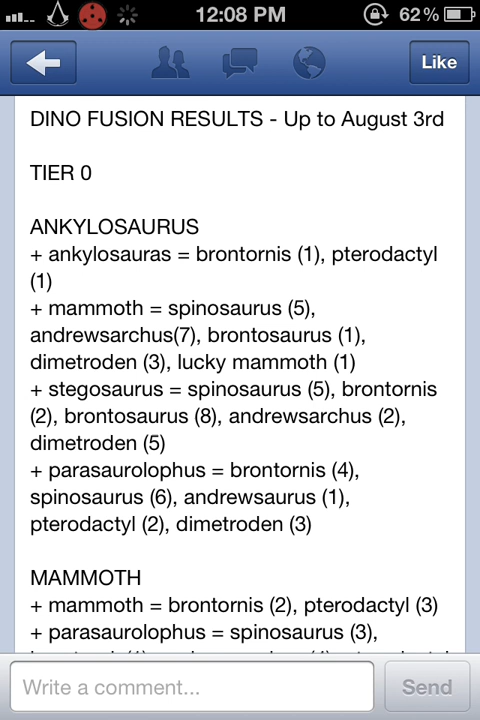 12:08 PM
62%
Like
DINO FUSION RESULTS - Up to August 3rd
TIER 0
ANKYLOSAURUS
+ ankylosauras = brontornis (1), pterodactyl
(1)
+ mammoth = spinosaurus (5),
andrewsarchus(7), brontosaurus (1),
dimetroden (3), lucky mammoth (1)
+ stegosaurus = spinosaurus (5), brontornis
(2), brontosaurus (8), andrewsarchus (2),
dimetroden (5)
+ parasaurolophus = brontornis (4),
spinosaurus (6), andrewsaurus (1),
pterodactyl (2), dimetroden (3)
MAMMOTH
+ mammoth = brontornis (2), pterodactyl (3)
+ parasaurolophus = spinosaurus (3),
Write a comment...
Send